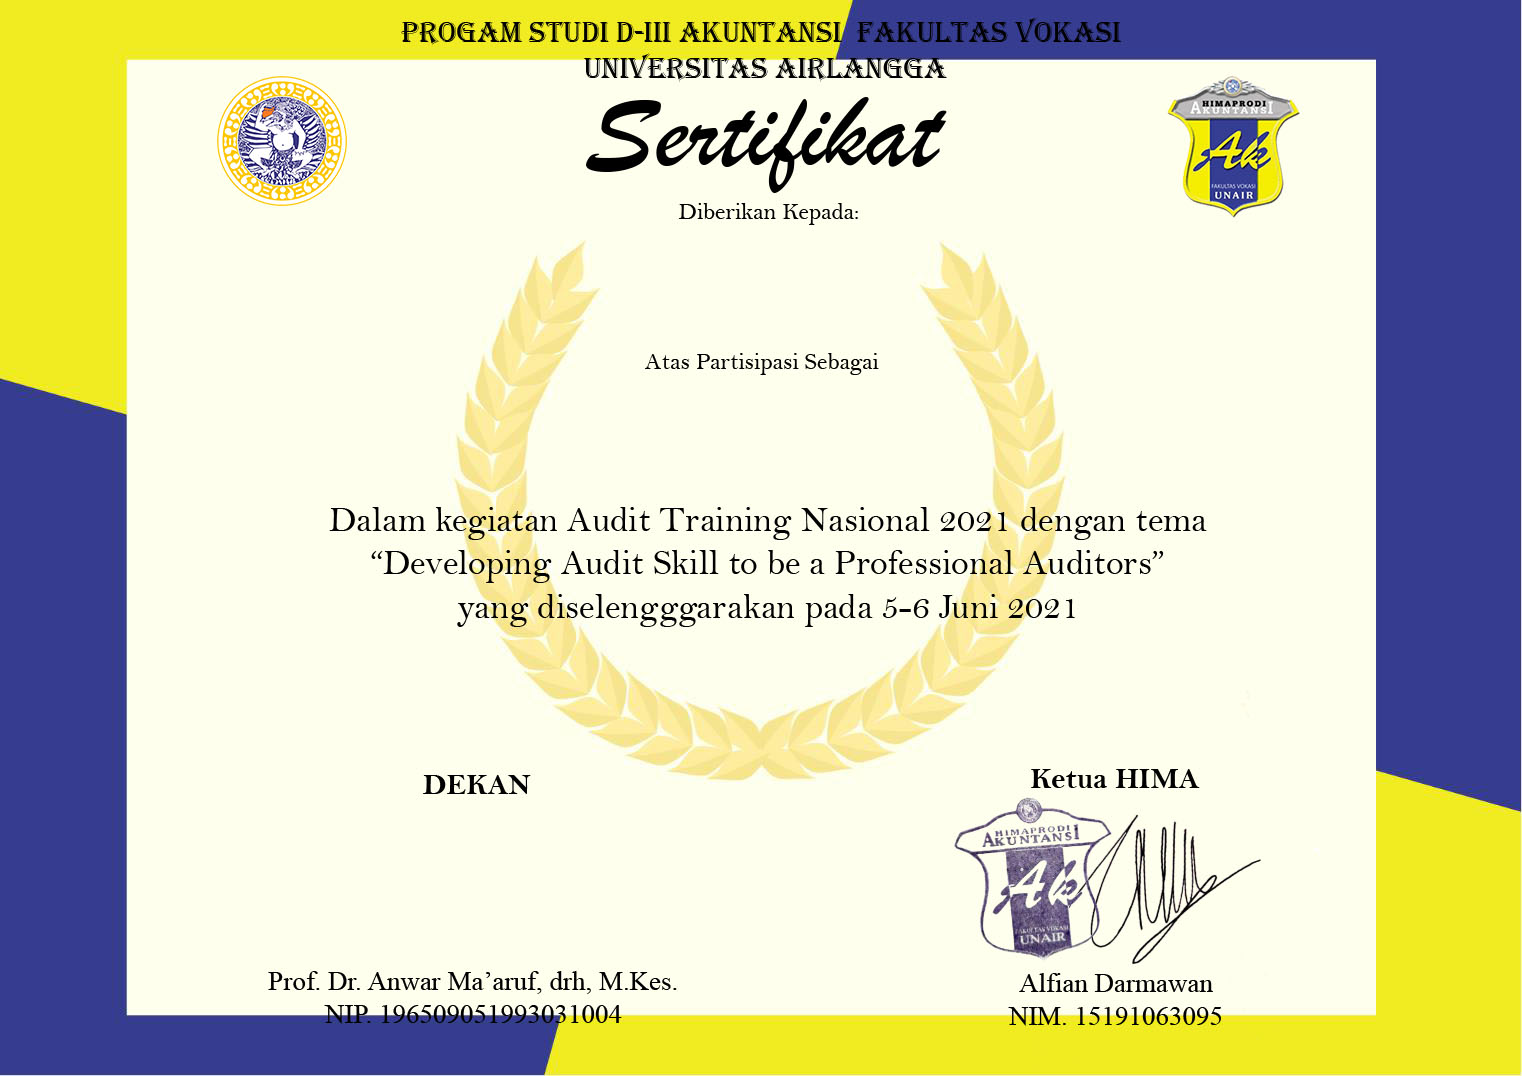 PROGAM STUDI D-III AKUNTANSI FAKULTAS VOKASI
UNIVERSITAS AIRLANGGA
Sertifikat
HIMAPRODI
AKUNTANSI
Ak
FAKULTAS VOKASI
UNAIR
Diberikan Kepada:
Atas Partisipasi Sebagai
Dalam kegiatan Audit Training Nasional 2021 dengan tema
“Developing Audit Skill to be a Professional Auditors”
yang diselengggarakan pada 5-6 Juni 2021
DEKAN
Prof. Dr. Anwar Ma’aruf, drh, M.Kes.
NIP. 196509051993031004
Ketua HIMA
HIMAPRODI
AKUNTANSI
Ak
FAKULTAS VOKASI
UNAIR
Alfian Darmawan
NIM. 15191063095